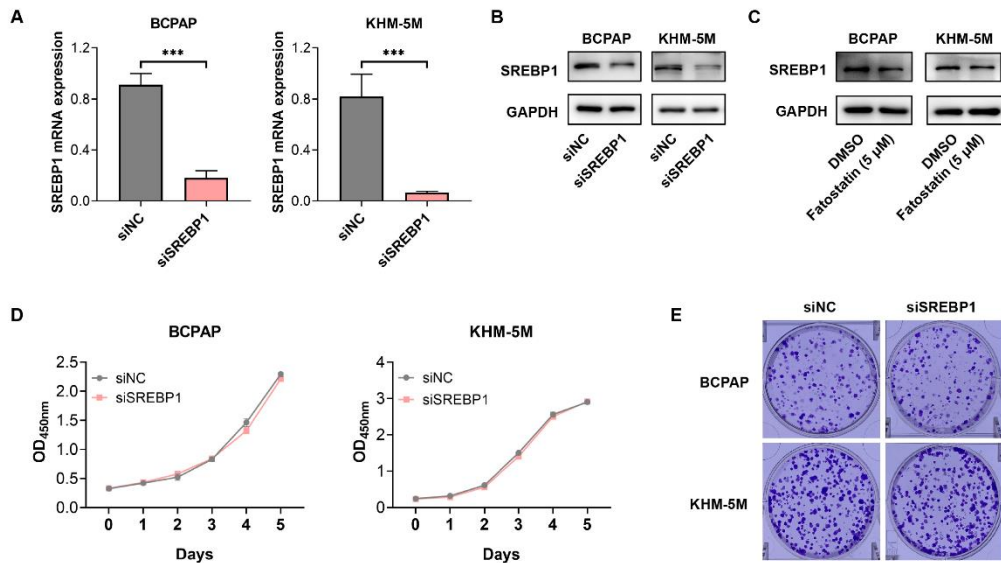 A
BCPAP
***
SREBP1 mRNA expression
1.2
0.8
0.4
0.0
siNC
siSREBP1
KHM-5M
***
SREBP1 mRNA expression
1.2
0.8
0.4
0.0
siNC
siSREBP1
B
BCPAP KHM-5M
SREBP1
GAPDH
siNC
siSREBP1
siNC
siSREBP1
C
BCPAP KHM-5M
SREBP1
GAPDH
DMSO
Fatostatin (5 μM)
DMSO
Fatostatin (5 μM)
D
BCPAP
OD450nm
2.5
2.0
1.5
1.0
0.5
0.0
siNC
siSREBP1
0 1 2 3 4 5
Days
KHM-5M
OD450nm
4
3
2
1
0
siNC
siSREBP1
0 1 2 3 4 5
Days
E
siNC siSREBP1
BCPAP
KHM-5M